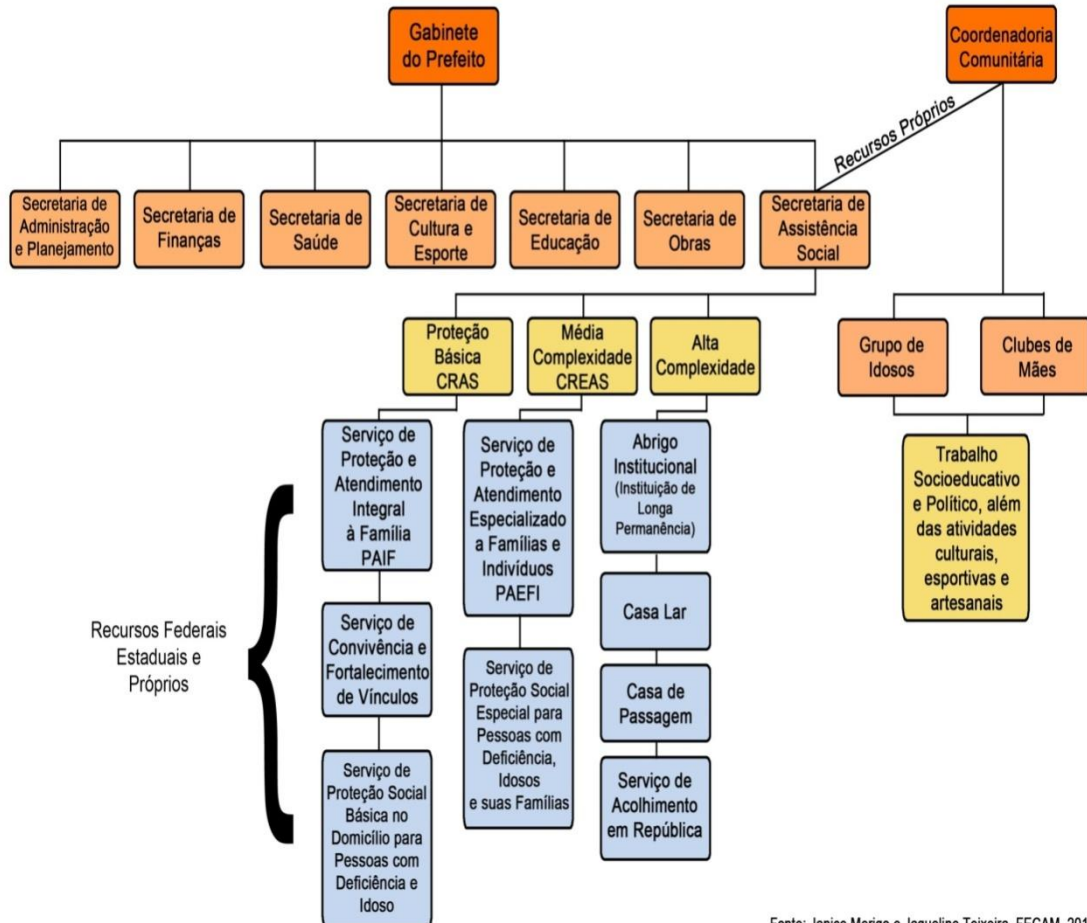 Gabinete
do Prefeito
Coordenadoria
Comunitária
Recursos Próprios
Secretaria de
Administração
e Planejamento
Secretaria de
Finanças
Secretaria de
Saúde
Secretaria de
Cultura e
Esporte
Secretaria de
Educação
Secretaria de
Obras
Secretaria de
Assistência
Social
Proteção
Básica
CRAS
Média
Complexidade
CREAS
Alta
Complexidade
Grupo de
Idosos
Clubes de
Mães
Serviço de
Proteção e
Atendimento
Integral
à Família
PAIF
Serviço de
Proteção e
Atendimento
Especializado
a Famílias e
Indivíduos
PAEFI
Abrigo
Institucional
(Instituição de
Longa
Permanência)
Trabalho
Socioeducativo
e Político, além
das atividades
culturais,
esportivas e
artesanais
Recursos Federais
Estaduais e
Próprios
Serviço de
Convivência e
Fortalecimento
de Vínculos
Serviço de
Proteção Social
Especial para
Pessoas com
Deficiência,
Idosos
e suas Famílias
Casa Lar
Casa de
Passagem
Serviço de
Acolhimento
em República
Serviço de
Proteção Social
Básica no
Domicílio para
Pessoas com
Deficiência e
Idoso